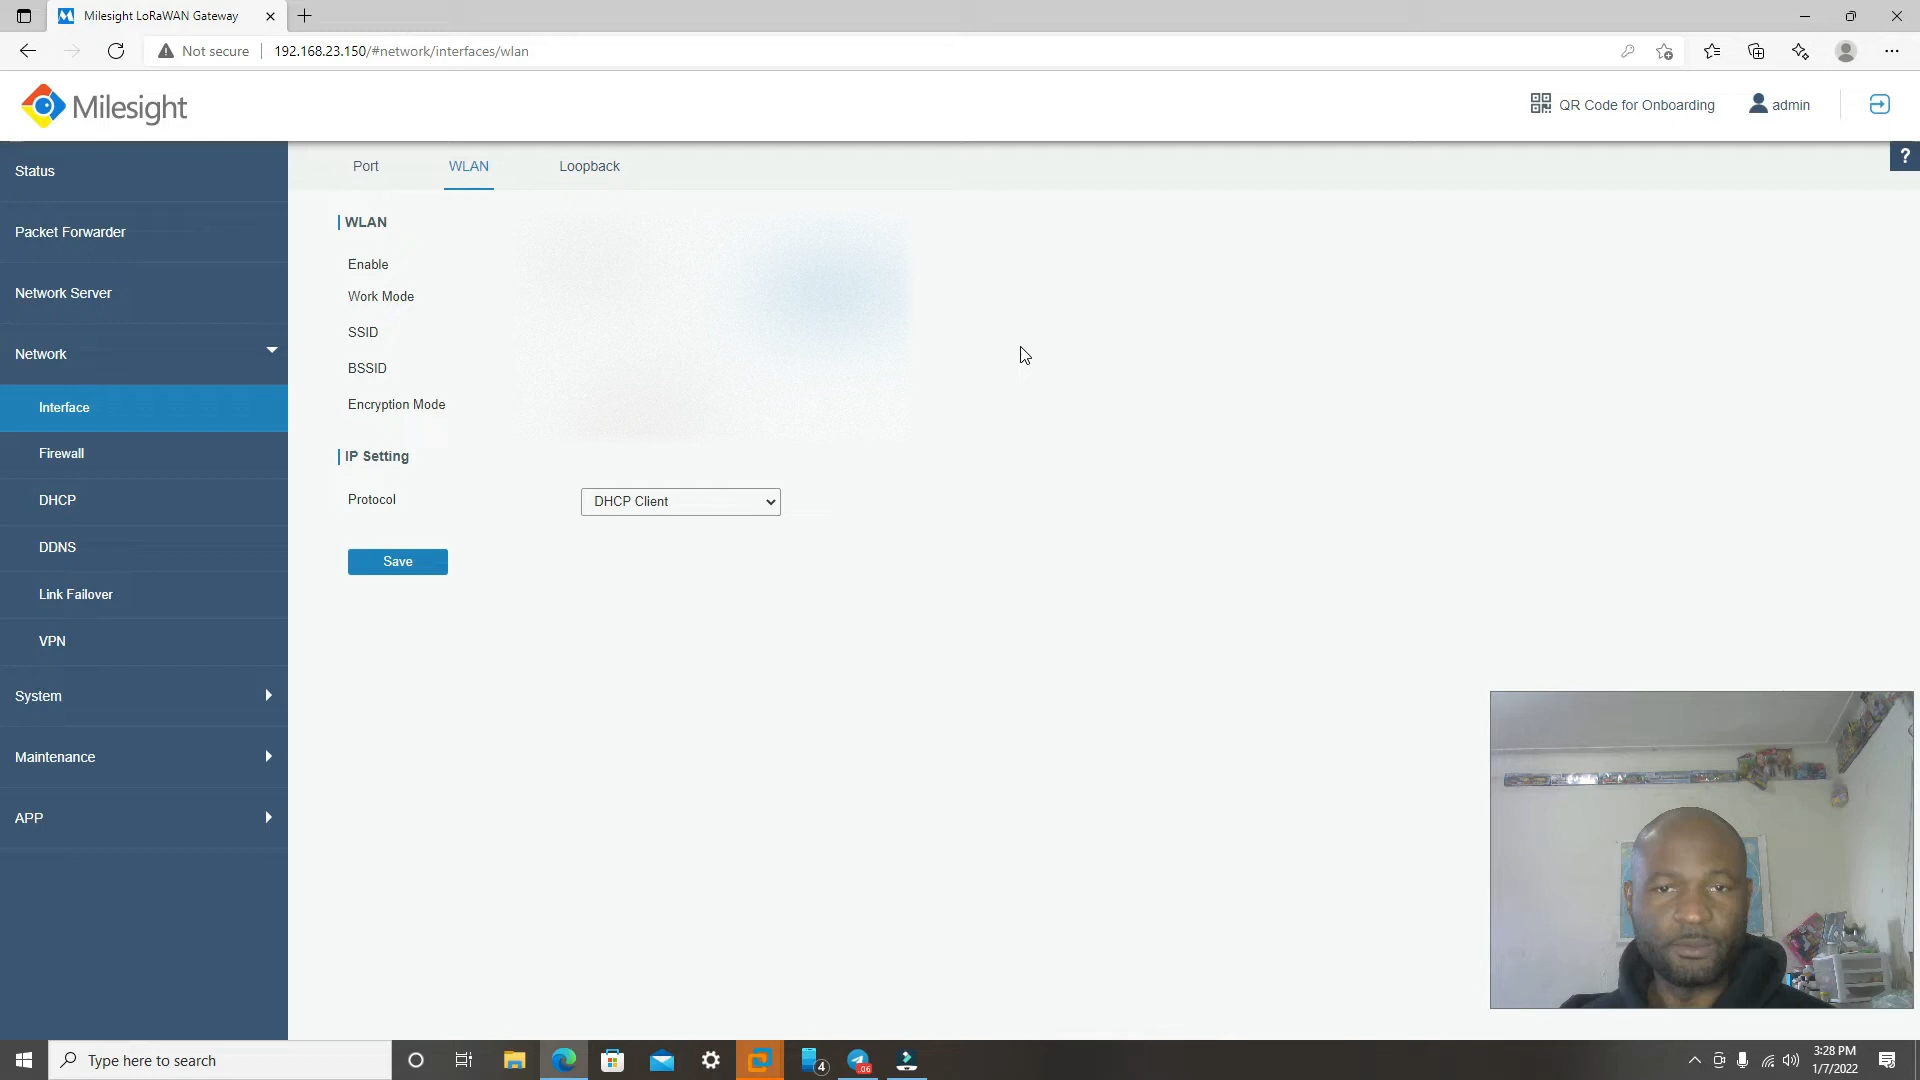 Milesight LoRaWAN Gateway
Not secure
192.168.23.150/#network/interfaces/wlan
Milesight
QR Code for Onboarding
admin
Status
Packet Forwarder
Network Server
Network
Interface
Firewall
DHCP
DDNS
Link Failover
VPN
System
Maintenance
APP
Port
WLAN
Loopback
?
WLAN
Enable
Work Mode
SSID
BSSID
Encryption Mode
IP Setting
Protocol
DHCP Client
Save
Type here to search
4
.06
3:28 PM
1/7/2022